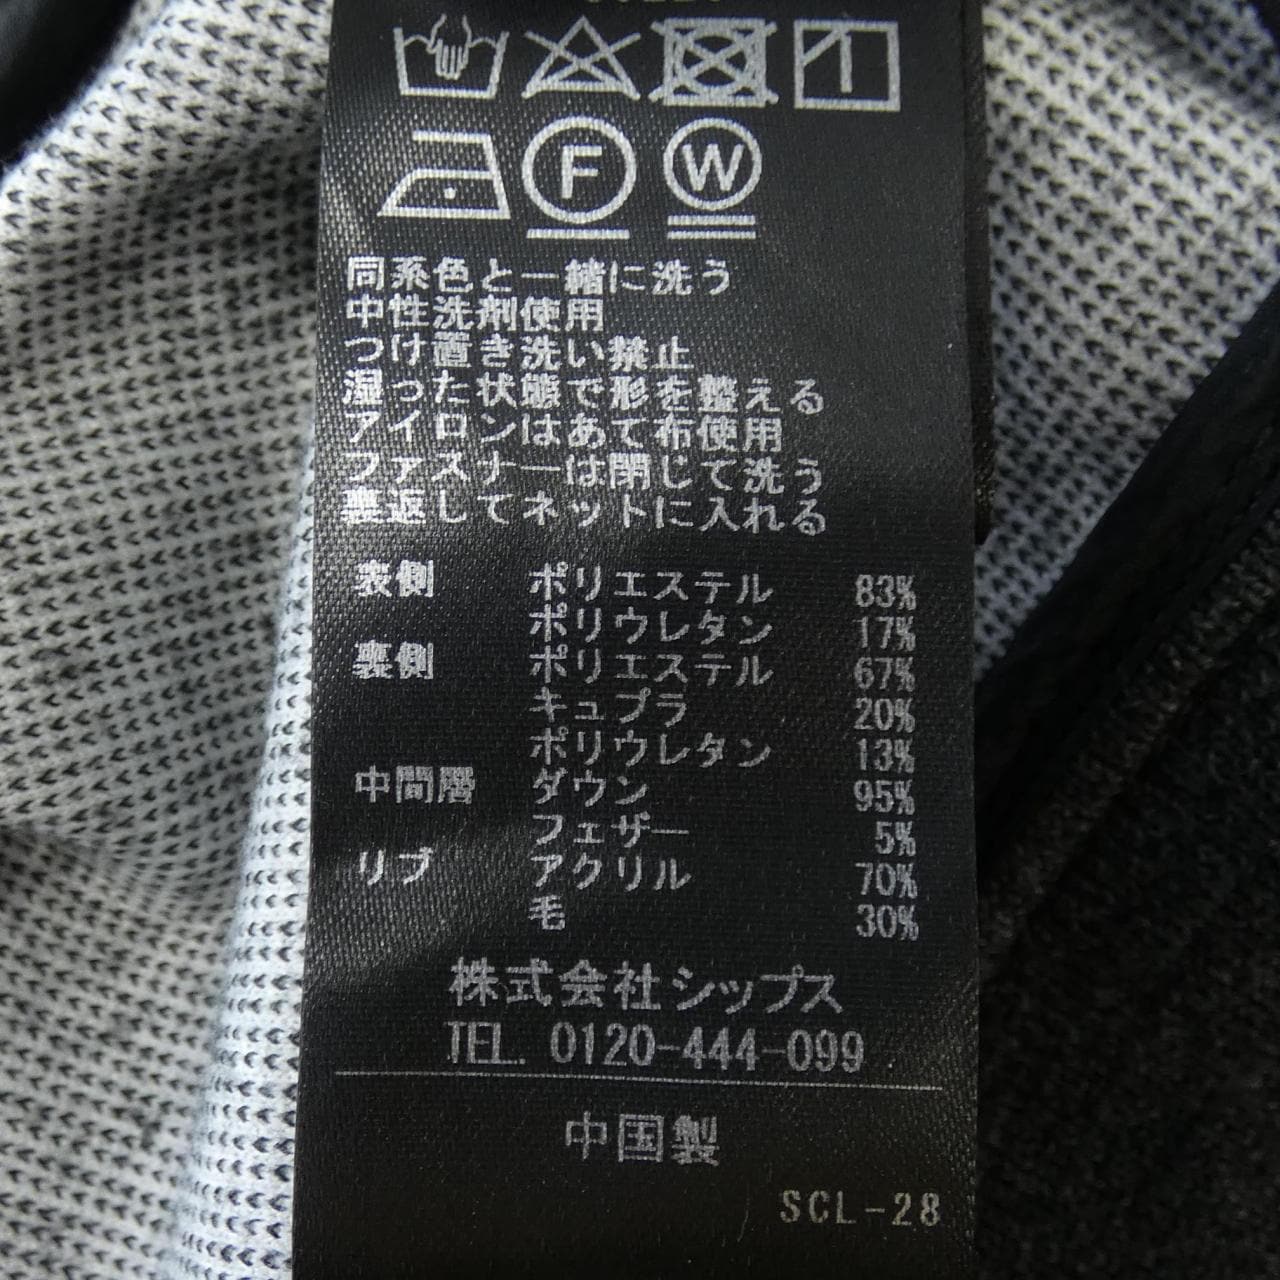 F W
同系色と一緒に洗う
中性洗剤使用
つけ置き洗い禁止
湿った状態で形を整える
アイロンはあて布使用
ファスナーは閉じて洗う
裏返してネットに入れる
表側 ポリエステル 83%
ポリウレタン 17%
裏側 ポリエステル 67%
キュプラ 20%
ポリウレタン 13%
中間層 ダウン 95%
フェザー 5%
リブ アクリル 70%
毛 30%
株式会社シップス
TEL. 0120-444-099
中国製
SCL-28